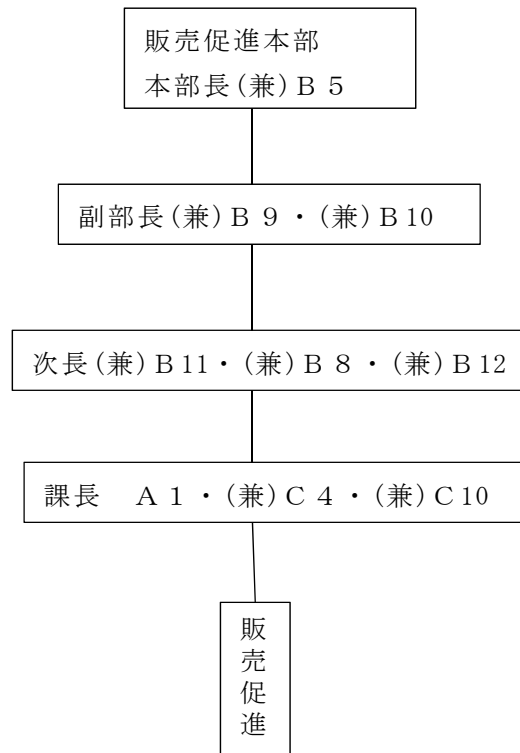 販売促進本部
本部長(兼)B5
副部長(兼)B9・(兼)B10
次長(兼)B11・(兼)B8・(兼)B12
課長　A1・(兼)C4・(兼)C10
販売促進